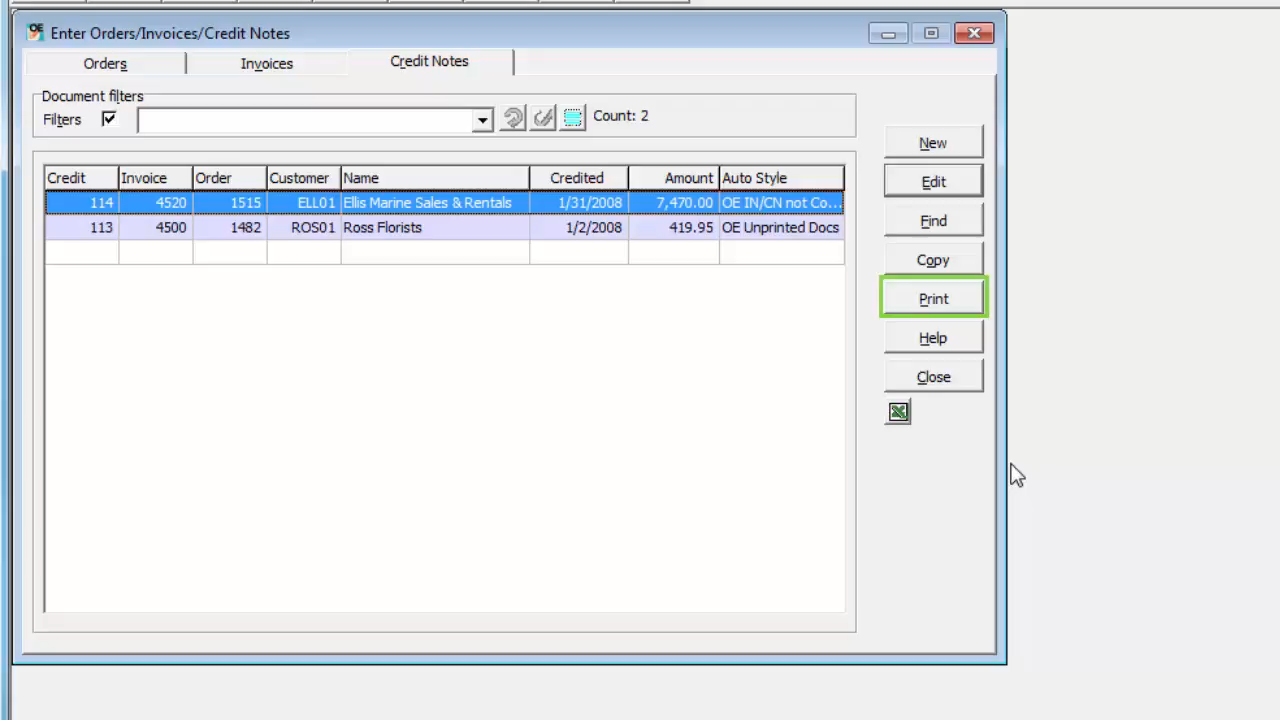 OE Enter Orders/Invoices/Credit Notes
Orders Invoices Credit Notes
Document filters
Filters Count: 2
Credit Invoice Order Customer Name Credited Amount Auto Style
114 4520 1515 ELL01 Ellis Marine Sales & Rentals 1/31/2008 7,470.00 OE IN/CN not Co...
113 4500 1482 ROS01 Ross Florists 1/2/2008 419.95 OE Unprinted Docs
New
Edit
Find
Copy
Print
Help
Close